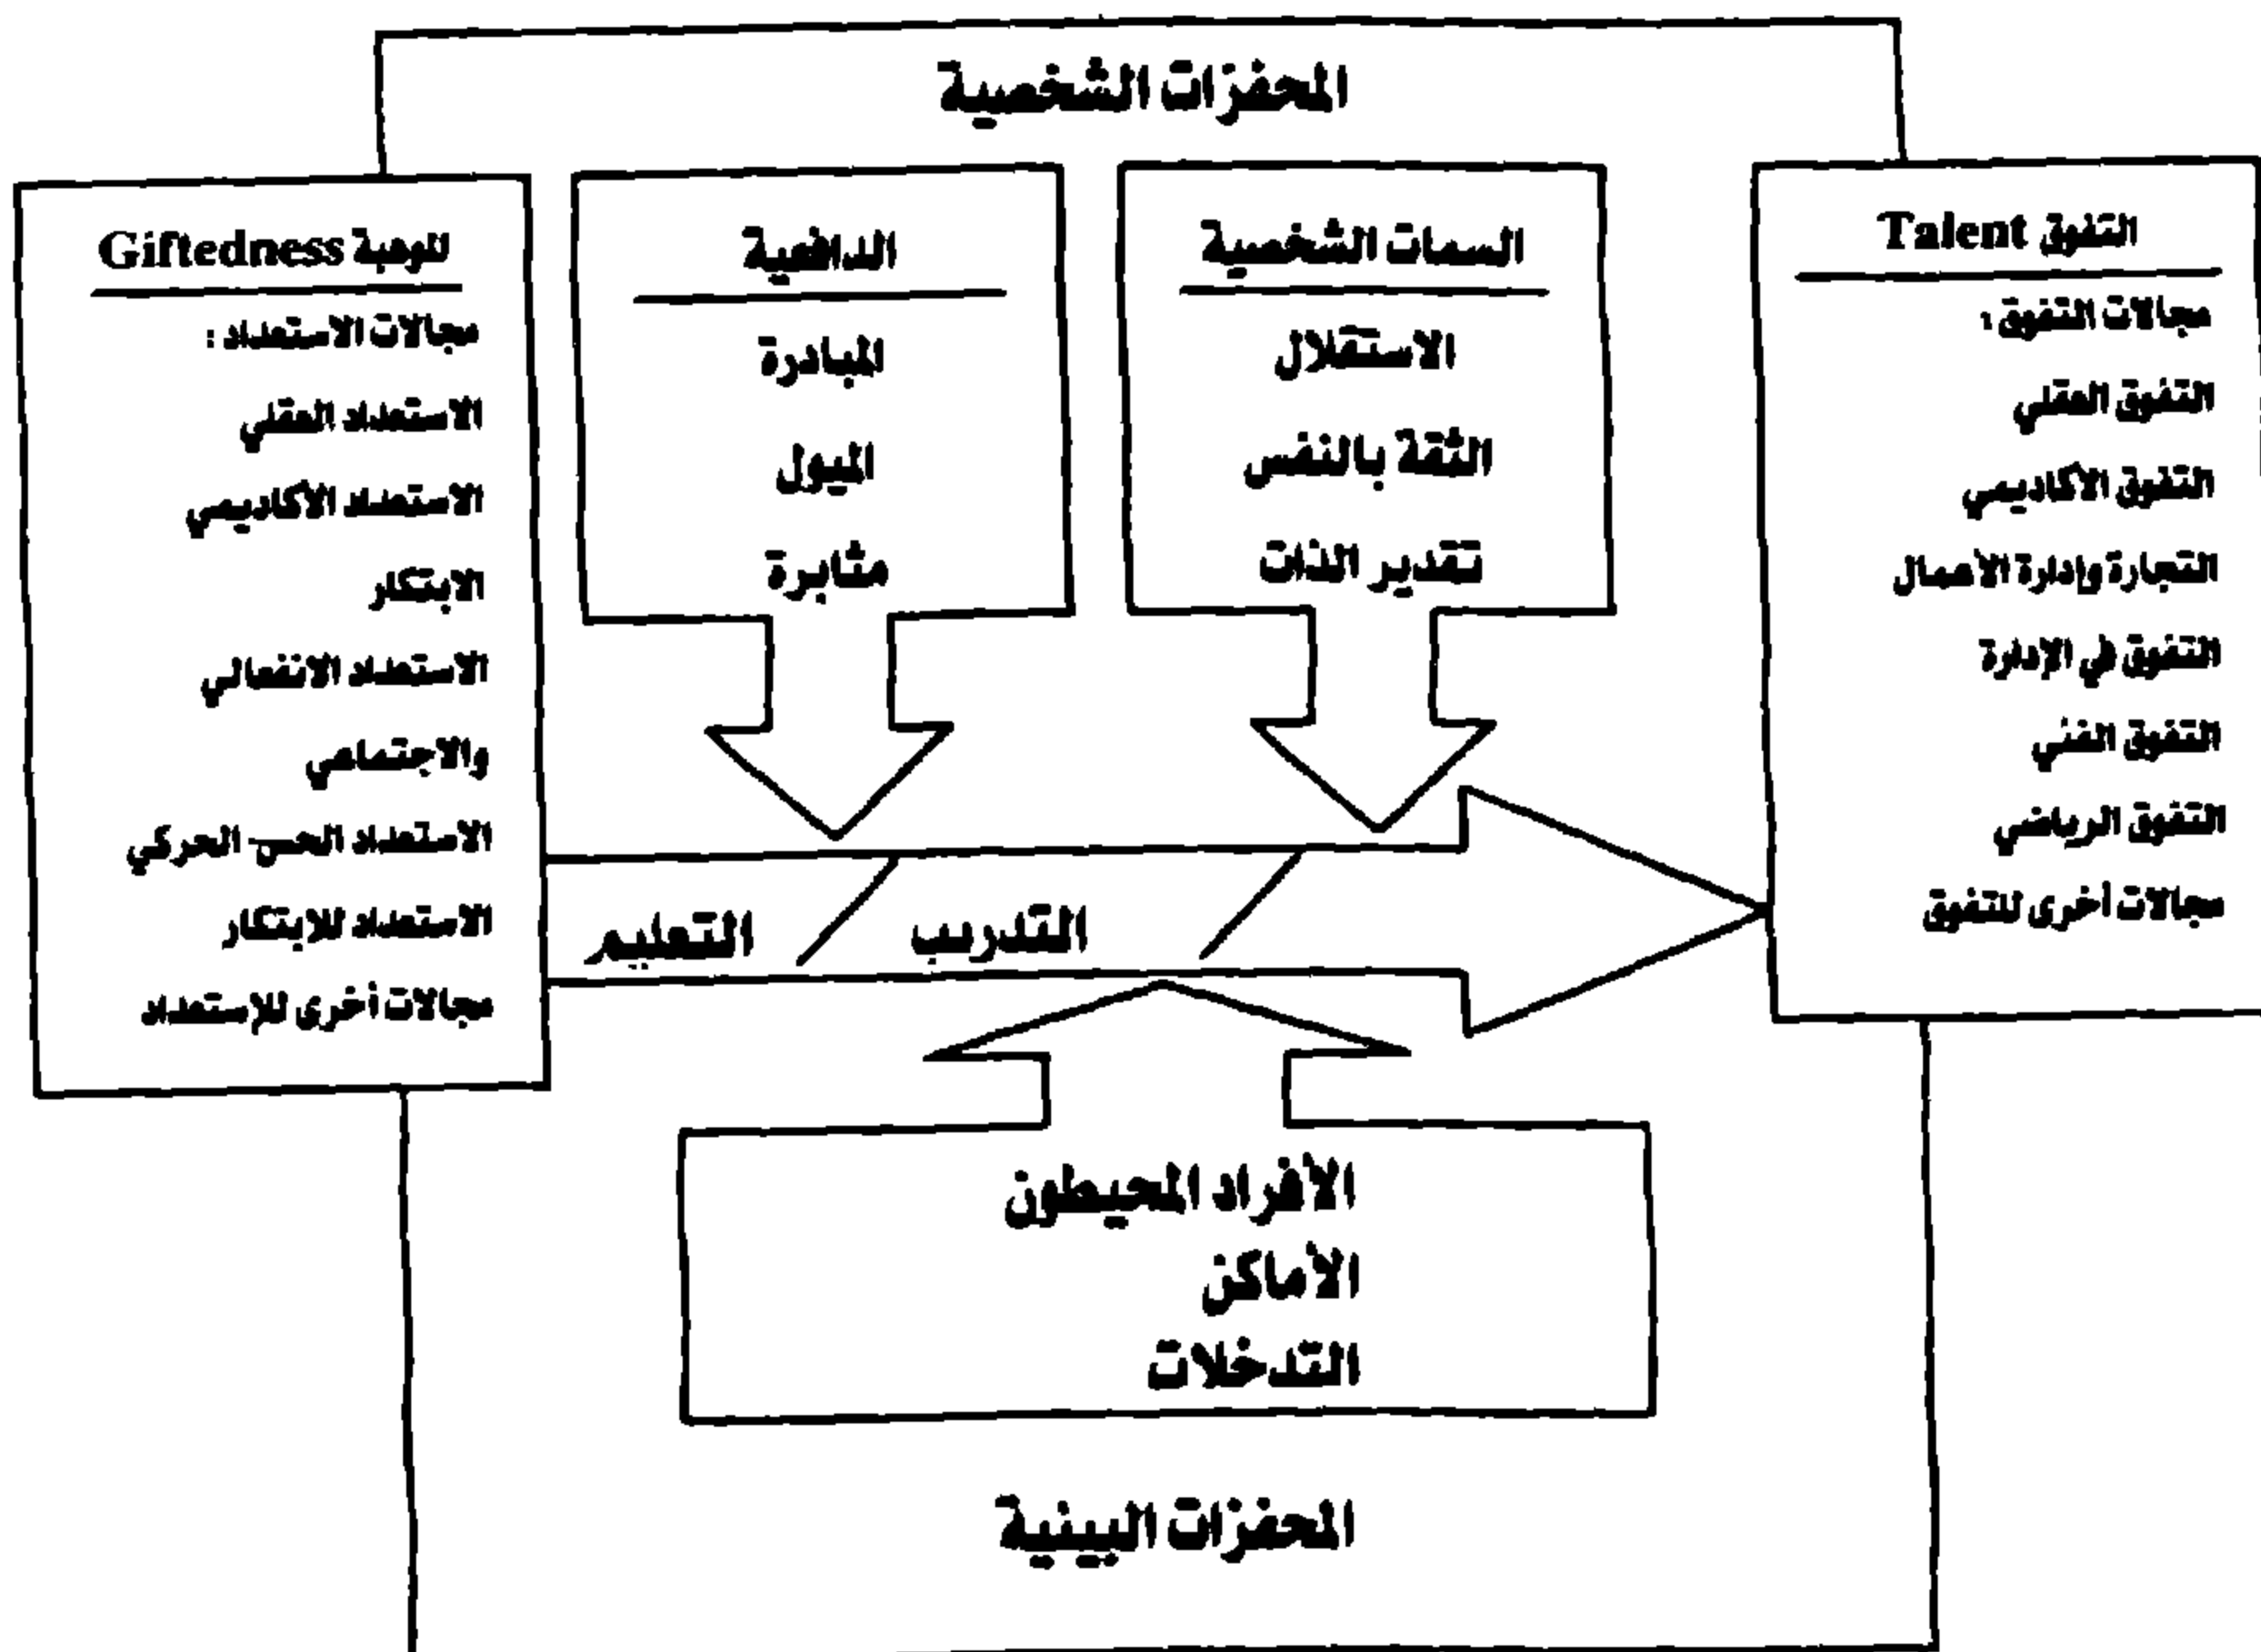 المحفزات الشخصية
التفوق Talent
مجالات التفوق:
التفوق العقلي
التفوق الأكاديمي
التجارة وإدارة الأعمال
التفوق في الإدارة
التفوق الفني
التفوق الرياضي
مجالات أخرى للتفوق
السمات الشخصية
الاستقلال
الثقة بالنفس
تقدير الذات
الدافعية
المبادرة
الميول
مثابرة
الموهبة Giftedness
مجالات الاستعداد:
الاستعداد العقلي
الاستعداد الأكاديمي
الابتكار
الاستعداد الانفعالي
والاجتماعي
الاستعداد الحس-الحركي
الاستعداد للابتكار
مجالات أخرى للإستعداد
التعليم
التدريب
الأفراد المحيطون
الأماكن
التدخلات
المحفزات البينية